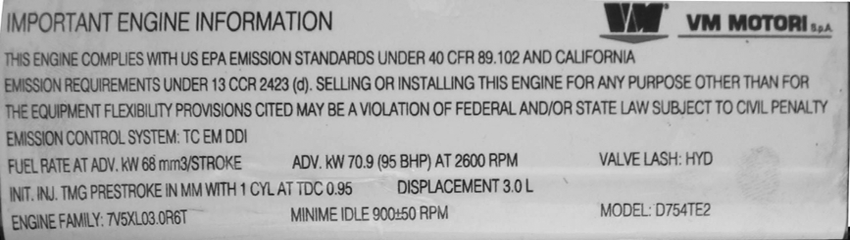 IMPORTANT ENGINE INFORMATION VM VM MOTORI S.p.A.
THIS ENGINE COMPLIES WITH US EPA EMISSION STANDARDS UNDER 40 CFR 89.102 AND CALIFORNIA
EMISSION REQUIREMENTS UNDER 13 CCR 2423 (d). SELLING OR INSTALLING THIS ENGINE FOR ANY PURPOSE OTHER THAN FOR
THE EQUIPMENT FLEXIBILITY PROVISIONS CITED MAY BE A VIOLATION OF FEDERAL AND/OR STATE LAW SUBJECT TO CIVIL PENALTY
EMISSION CONTROL SYSTEM: TC EM DDI
FUEL RATE AT ADV. kW 68 mm3/STROKE ADV. kW 70.9 (95 BHP) AT 2600 RPM VALVE LASH: HYD
INIT. INJ. TMG PRESTROKE IN MM WITH 1 CYL AT TDC 0.95 DISPLACEMENT 3.0 L
ENGINE FAMILY: 7V5XL03.0R6T MINIME IDLE 900±50 RPM MODEL: D754TE2